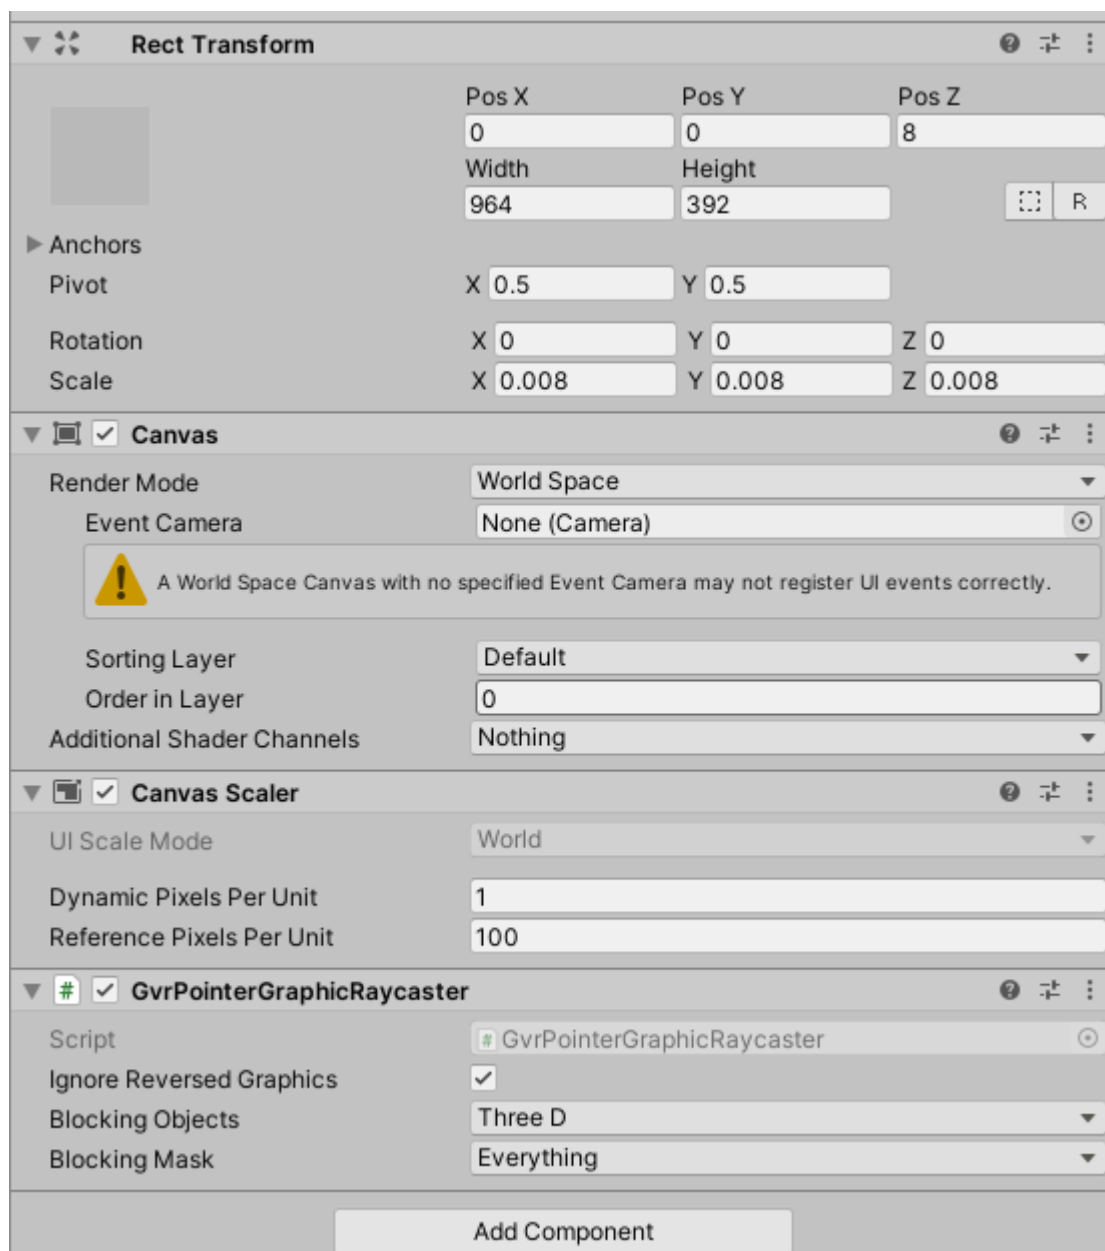 Rect Transform
Pos X Pos Y Pos Z
0 0 8
Width Height
964 392
R
Anchors
Pivot X 0.5 Y 0.5
Rotation X 0 Y 0 Z 0
Scale X 0.008 Y 0.008 Z 0.008
Canvas
Render Mode World Space
Event Camera None (Camera)
A World Space Canvas with no specified Event Camera may not register UI events correctly.
Sorting Layer Default
Order in Layer 0
Additional Shader Channels Nothing
Canvas Scaler
UI Scale Mode World
Dynamic Pixels Per Unit 1
Reference Pixels Per Unit 100
# GvrPointerGraphicRaycaster
Script # GvrPointerGraphicRaycaster
Ignore Reversed Graphics
Blocking Objects Three D
Blocking Mask Everything
Add Component